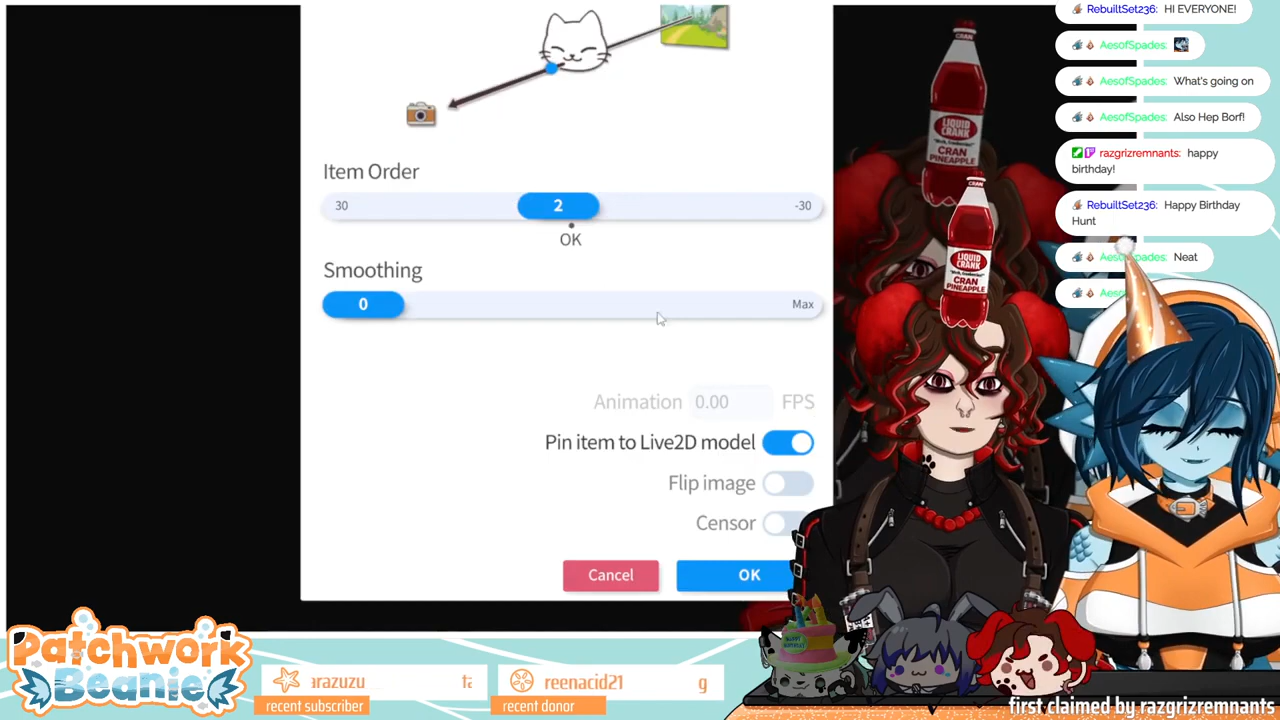 Item Order
30
2
-30
OK
Smoothing
0
Max
Animation 0.00 FPS
Pin item to Live2D model
Flip image
Censor
Cancel
OK
CRAN
LIQUID
CRANK
CRAN
PINEAPPLE
CRAN
LIQUID
CRANK
CRAN
PINEAPPLE
RebuiltSet236: HI EVERYONE!
AesofSpades:
AesofSpades: What's going on
AesofSpades: Also Hep Borf!
razgrizremnants: happy
birthday!
RebuiltSet236: Happy Birthday
Hunt
AesofSpades: Neat
Patchwork
Beanie
arazuzu
recent subscriber
reenacid21
g
recent donor
first claimed by razgrizremnants